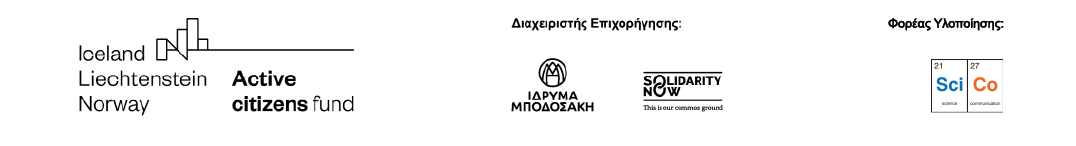 Iceland
Liechtenstein
Norway
Active
citizens fund
Διαχειριστής Επιχορήγησης:
ΙΔΡΥΜΑ
ΜΠΟΔΟΣΑΚΗ
SOLIDARITY
NOW
This is our common ground
Φορέας Υλοποίησης:
21 27
Sci Co
science communication